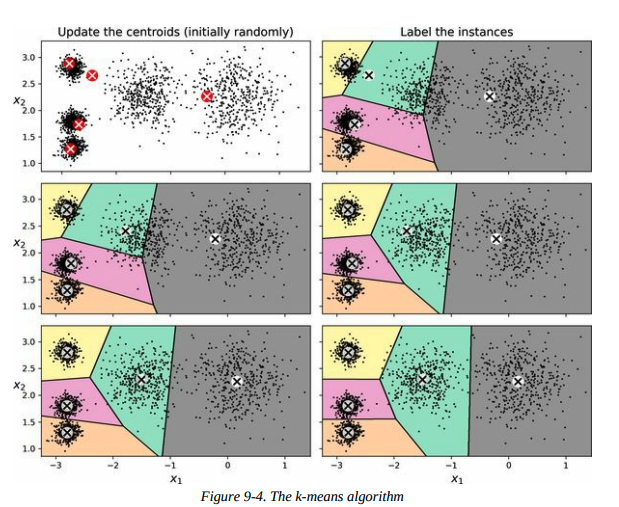 Update the centroids (initially randomly)
Label the instances
3.0
2.5
x2
2.0
1.5
1.0
3.0
2.5
x2
2.0
1.5
1.0
3.0
2.5
x2
2.0
1.5
1.0
−3 −2 −1 0 1
−3 −2 −1 0 1
x1
x1
Figure 9-4. The k-means algorithm